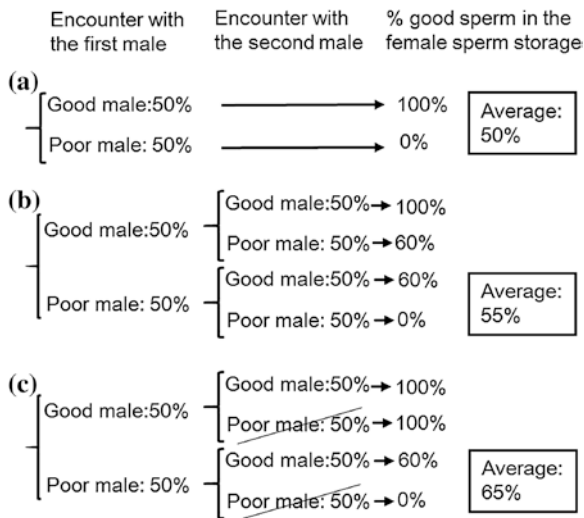 Encounter with the first male
Encounter with the second male
% good sperm in the female sperm storage
(a)
Good male:50%
100%
Poor male: 50%
0%
Average: 50%
(b)
Good male:50%
Good male:50%
100%
Poor male: 50%
60%
Poor male: 50%
Good male:50%
60%
Poor male: 50%
0%
Average: 55%
(c)
Good male:50%
Good male:50%
100%
Poor male: 50%
100%
Poor male: 50%
Good male:50%
60%
Poor male: 50%
0%
Average: 65%